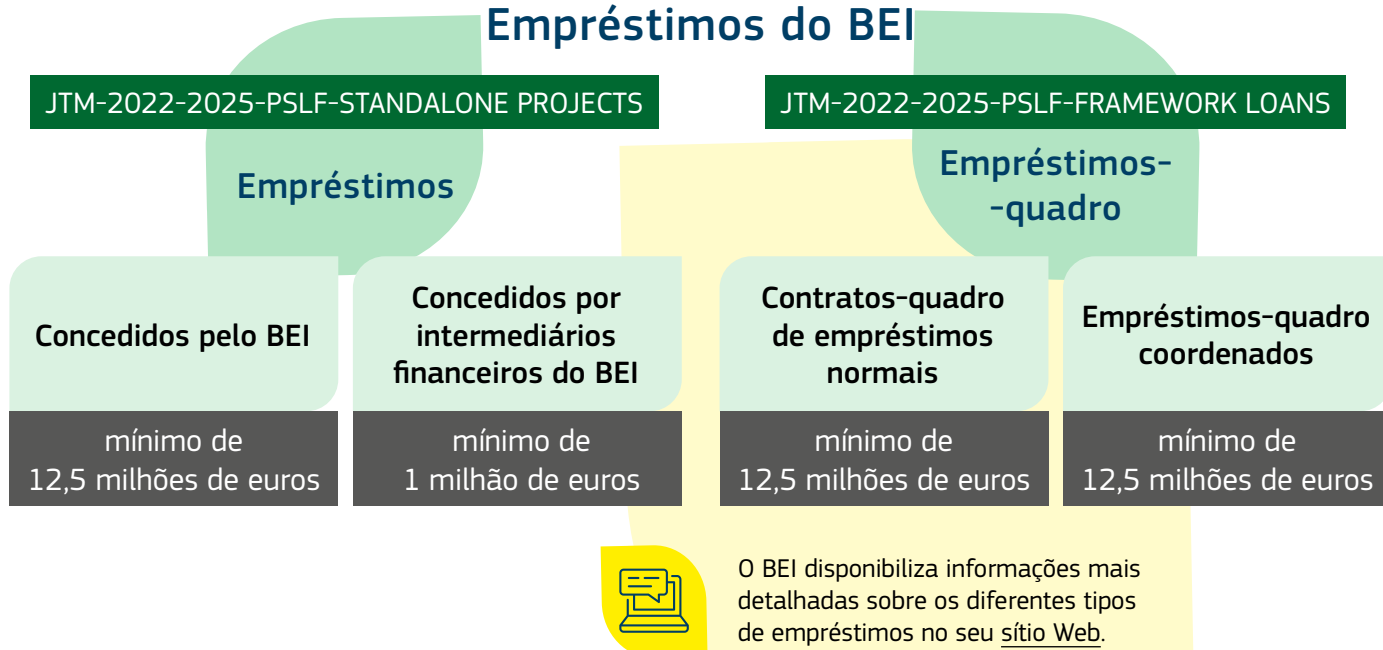 Empréstimos do BEI
JTM-2022-2025-PSLF-STANDALONE PROJECTS
Empréstimos
Concedidos pelo BEI
mínimo de
12,5 milhões de euros
Concedidos por
intermediários
financeiros do BEI
mínimo de
1 milhão de euros
JTM-2022-2025-PSLF-FRAMEWORK LOANS
Empréstimos-
-quadro
Contratos-quadro
de empréstimos
normais
mínimo de
12,5 milhões de euros
Empréstimos-quadro
coordenados
mínimo de
12,5 milhões de euros
O BEI disponibiliza informações mais
detalhadas sobre os diferentes tipos
de empréstimos no seu sítio Web.